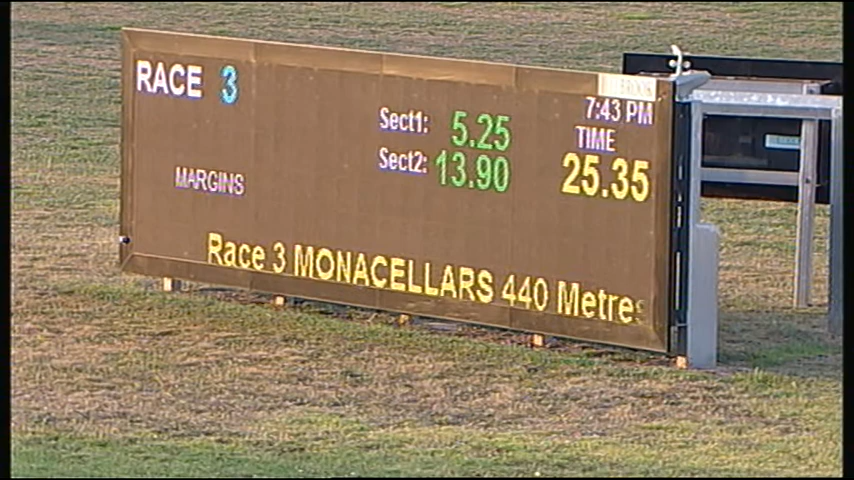 RACE 3
7:43 PM
Sect1: 5.25
TIME
Sect2: 13.90
25.35
MARGINS
Race 3 MONACELLARS 440 Metres